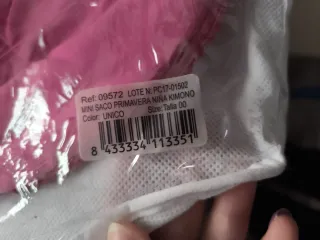 Ref: 09572 LOTE N: PC17-01502
MINI SACO PRIMAVERA NIÑA KIMONO
Color: UNICO Size: Talla 00
8 433334 113351